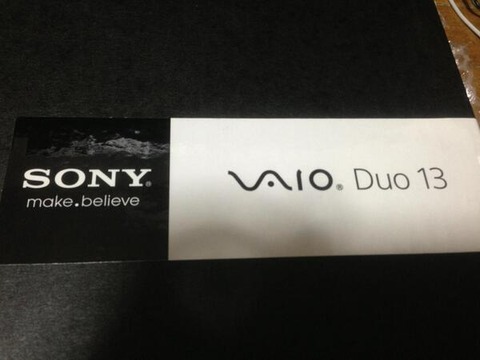 SONY®
make.believe
VAIO® Duo 13